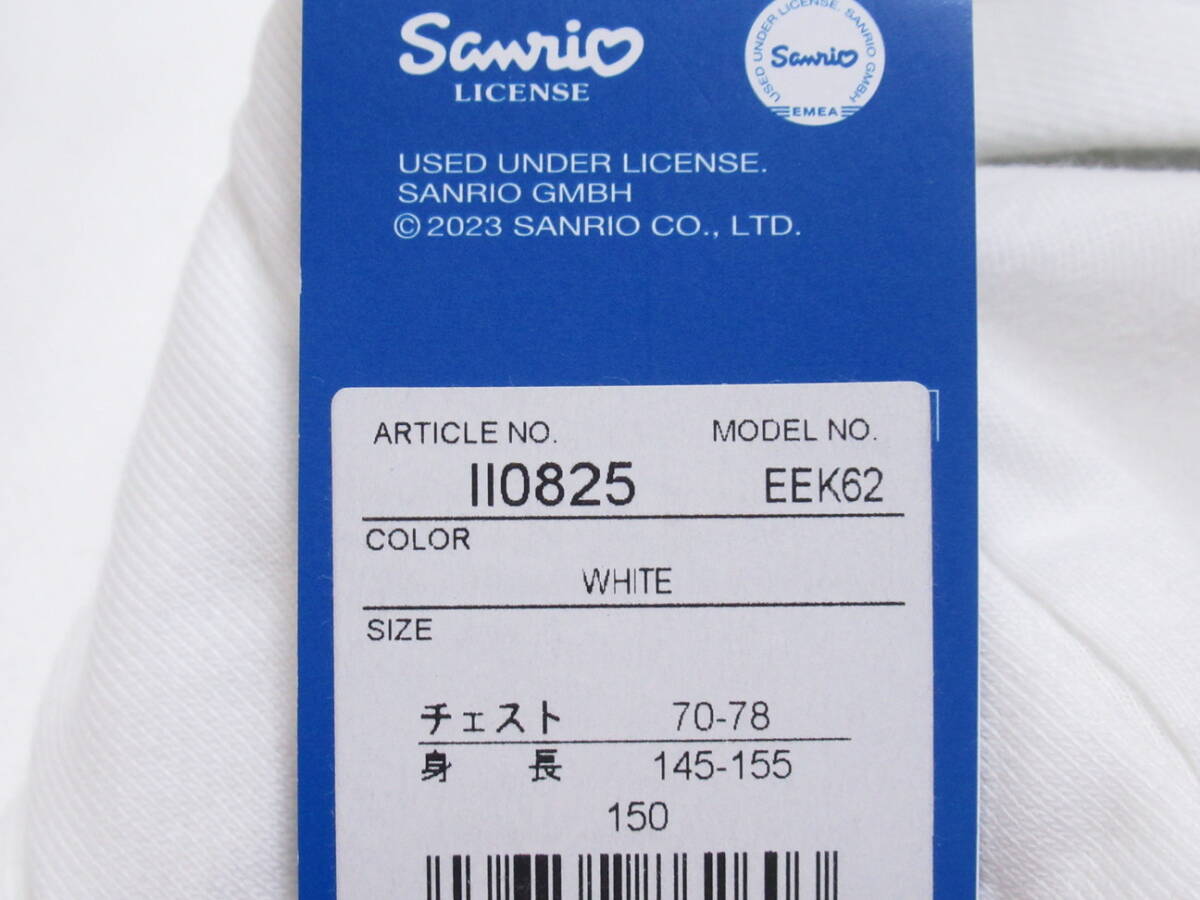 Sanrio
LICENSE
USED UNDER LICENSE. SANRIO GMBH
Sanrio
EMEA
USED UNDER LICENSE.
SANRIO GMBH
© 2023 SANRIO CO., LTD.
ARTICLE NO. MODEL NO.
II0825 EEK62
COLOR
WHITE
SIZE
チェスト 70-78
身 長 145-155
150